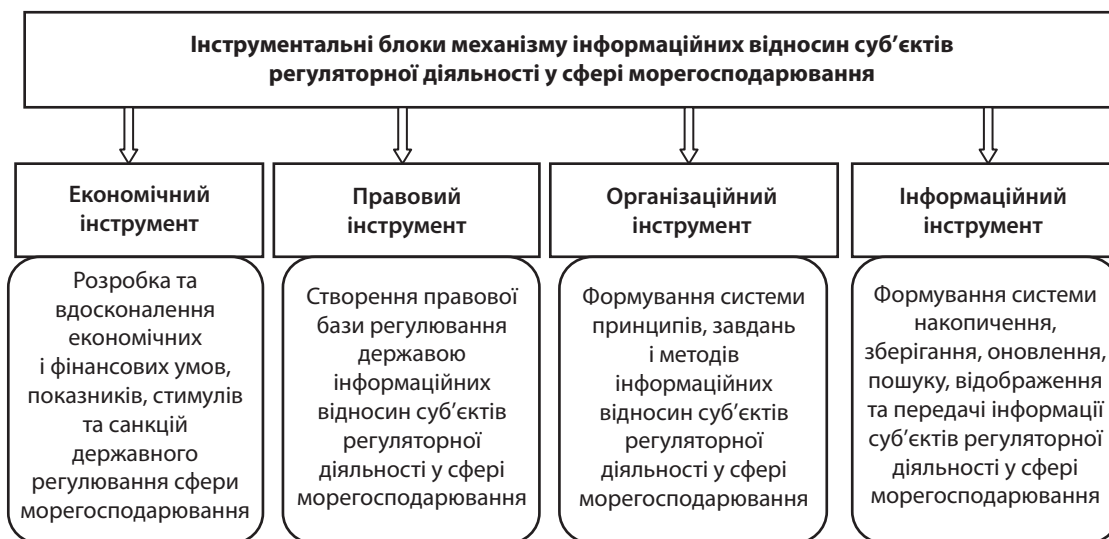 Інструментальні блоки механізму інформаційних відносин суб’єктів
регуляторної діяльності у сфері морегосподарювання
Економічний
інструмент
Розробка та
вдосконалення
економічних
і фінансових умов,
показників, стимулів
та санкцій
державного
регулювання сфери
морегосподарювання
Правовий
інструмент
Створення правової
бази регулювання
державою
інформаційних
відносин суб’єктів
регуляторної
діяльності у сфері
морегосподарювання
Організаційний
інструмент
Формування системи
принципів, завдань
і методів
інформаційних
відносин суб’єктів
регуляторної
діяльності у сфері
морегосподарювання
Інформаційний
інструмент
Формування системи
накопичення,
зберігання, оновлення,
пошуку, відображення
та передачі інформації
суб’єктів регуляторної
діяльності у сфері
морегосподарювання